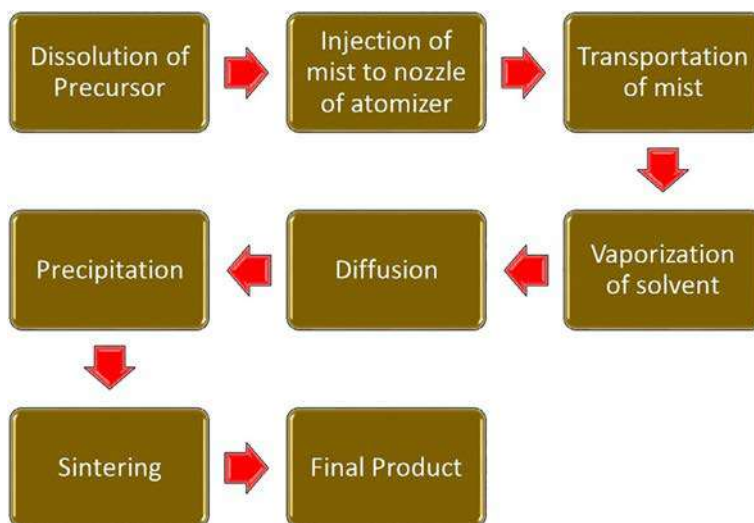 Dissolution of
Precursor
Injection of
mist to nozzle
of atomizer
Transportation
of mist
Vaporization
of solvent
Diffusion
Precipitation
Sintering
Final Product